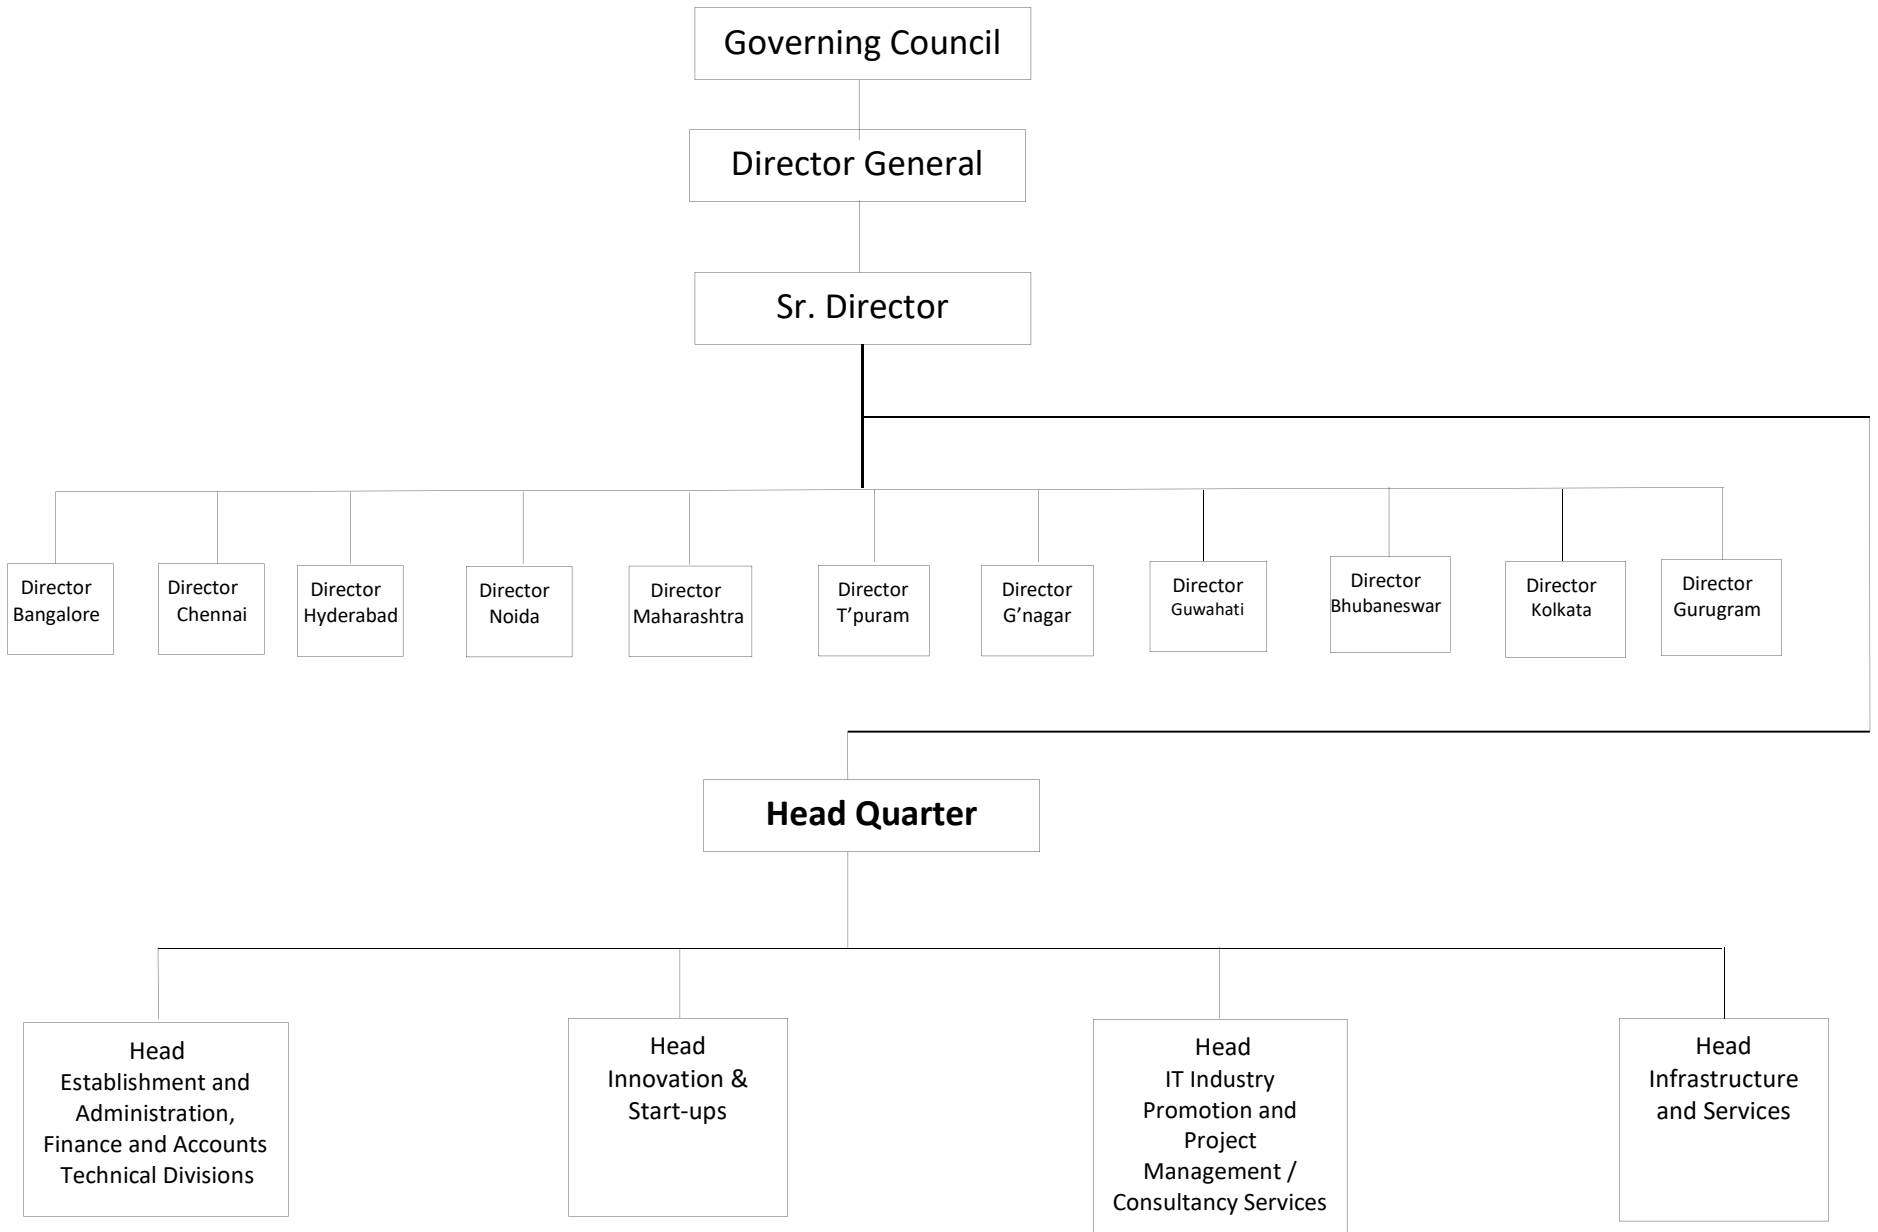 Governing Council
Director General
Sr. Director
Director
Bangalore
Director
Chennai
Director
Hyderabad
Director
Noida
Director
Maharashtra
Director
T’puram
Director
G’nagar
Director
Guwahati
Director
Bhubaneswar
Director
Kolkata
Director
Gurugram
Head Quarter
Head
Establishment and
Administration,
Finance and Accounts
Technical Divisions
Head
Innovation &
Start-ups
Head
IT Industry
Promotion and
Project
Management /
Consultancy Services
Head
Infrastructure
and Services